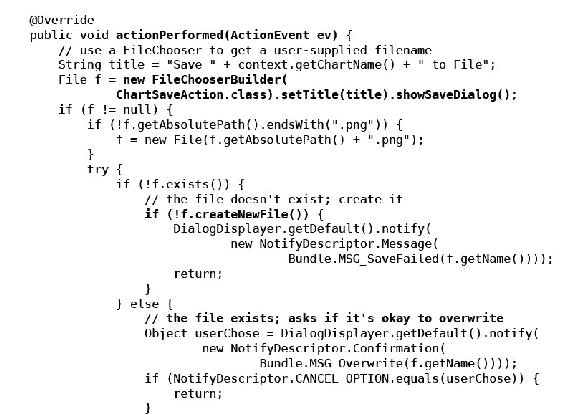 @Override
public void actionPerformed(ActionEvent ev) {
// use a FileChooser to get a user-supplied filename
String title = "Save " + context.getChartName() + " to File";
File f = new FileChooserBuilder(
ChartSaveAction.class).setTitle(title).showSaveDialog();
if (f != null) {
if (!f.getAbsolutePath().endsWith(".png")) {
f = new File(f.getAbsolutePath() + ".png");
}
try {
if (!f.exists()) {
// the file doesn't exist; create it
if (!f.createNewFile()) {
DialogDisplayer.getDefault().notify(
new NotifyDescriptor.Message(
Bundle.MSG_SaveFailed(f.getName())));
return;
}
} else {
// the file exists; asks if it's okay to overwrite
Object userChose = DialogDisplayer.getDefault().notify(
new NotifyDescriptor.Confirmation(
Bundle.MSG_Overwrite(f.getName())));
if (NotifyDescriptor.CANCEL_OPTION.equals(userChose)) {
return;
}